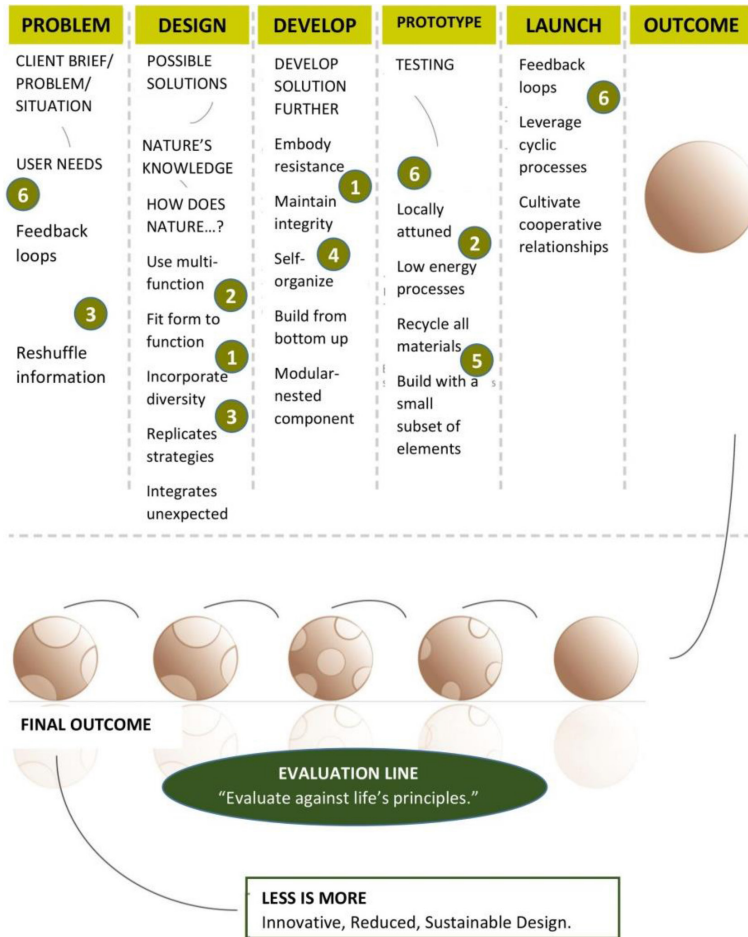 PROBLEM
CLIENT BRIEF/
PROBLEM/
SITUATION
USER NEEDS
6
Feedback
loops
3
Reshuffle
information
DESIGN
POSSIBLE
SOLUTIONS
NATURE'S
KNOWLEDGE
HOW DOES
NATURE...?
Use multi-
function
2
Fit form to
function
1
Incorporate
diversity
3
Replicates
strategies
Integrates
unexpected
DEVELOP
DEVELOP
SOLUTION
FURTHER
Embody
resistance
1
Maintain
integrity
4
Self-
organize
Build from
bottom up
Modular-
nested
component
PROTOTYPE
TESTING
6
Locally
attuned
2
Low energy
processes
Recycle all
materials
5
Build with a
small
subset of
elements
LAUNCH
Feedback
loops
6
Leverage
cyclic
processes
Cultivate
cooperative
relationships
OUTCOME
FINAL OUTCOME
EVALUATION LINE
"Evaluate against life's principles."
LESS IS MORE
Innovative, Reduced, Sustainable Design.